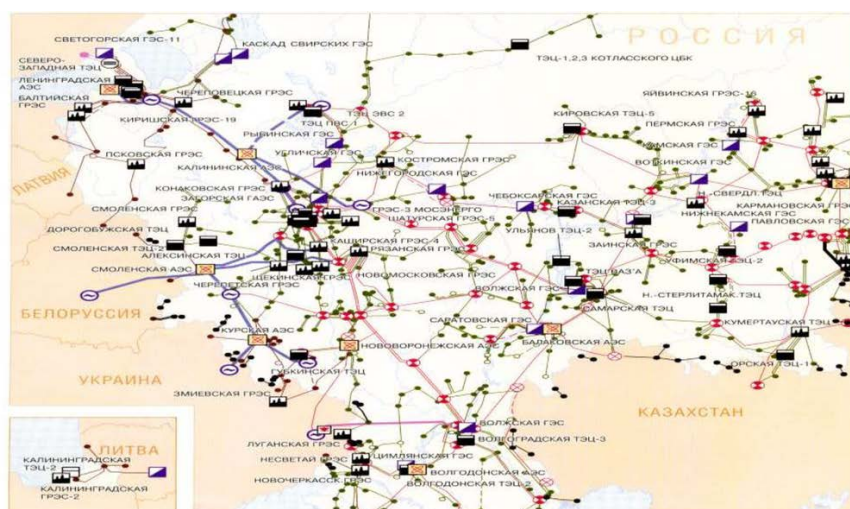 РОССИЯ
СВЕТОГОРСКАЯ ГЭС-11
КАСКАД СВИРСКИХ ГЭС
СЕВЕРО-
ЗАПАДНАЯ ТЭЦ
ТЭЦ-1,2,3 КОТЛАССКОГО ЦБК
ЛЕНИНГРАДСКАЯ
АЭС
ЧЕРЕПОВЕЦКАЯ ГРЭС
БАЛТИЙСКАЯ
ГРЭС
ЯЙВИНСКАЯ ГРЭС-16
КИРИШСКАЯ ГРЭС-19
ТЭЦ ЭВС 2
ТЭЦ ПВС 1
КИРОВСКАЯ ТЭЦ-5
ПЕРМСКАЯ ГРЭС
РЫБИНСКАЯ ГЭС
КАМСКАЯ ГЭС
УГЛИЧСКАЯ ГЭС
ПСКОВСКАЯ ГРЭС
КОСТРОМСКАЯ ГРЭС
ВОТКИНСКАЯ ГЭС
КАЛИНИНСКАЯ АЭС
НИЖЕГОРОДСКАЯ ГЭС
ЛАТВИЯ
КОНАКОВСКАЯ ГРЭС
ЧЕБОКСАРСКАЯ ГЭС
Н.-СВЕРДЛ.ТЭЦ
ЗАГОРСКАЯ ГАЭС
КАЗАНСКАЯ ТЭЦ-3
КАРМАНОВСКАЯ ГРЭС
СМОЛЕНСКАЯ ГРЭС
ГРЭС-3 МОСЭНЕРГО
НИЖНЕКАМСКАЯ ГЭС
ШАТУРСКАЯ ГРЭС-5
ПАВЛОВСКАЯ ГЭС
ДОРОГОБУЖСКАЯ ТЭЦ
УЛЬЯНОВ ТЭЦ-2
КАШИРСКАЯ ГРЭС-4
ЗАИНСКАЯ ГРЭС
СМОЛЕНСКАЯ ТЭЦ-2
РЯЗАНСКАЯ ГРЭС
АЛЕКСИНСКАЯ ТЭЦ
УФИМСКАЯ ТЭЦ-2
СМОЛЕНСКАЯ АЭС
ЩЕКИНСКАЯ ГРЭС
НОВОМОСКОВСКАЯ ГРЭС
ТЭЦ ВАЗ'А
ЧЕРЕПЕТСКАЯ ГРЭС
ВОЛЖСКАЯ ГЭС
Н.-СТЕРЛИТАМАК.ТЭЦ
САМАРСКАЯ ТЭЦ
БЕЛОРУССИЯ
САРАТОВСКАЯ ГЭС
КУМЕРТАУСКАЯ ТЭЦ
КУРСКАЯ АЭС
НОВОВОРОНЕЖСКАЯ АЭС
БАЛАКОВСКАЯ АЭС
ОРСКАЯ ТЭЦ-1
ГУБКИНСКАЯ ТЭЦ
УКРАИНА
ЗМИЕВСКАЯ ГРЭС
КАЗАХСТАН
ВОЛЖСКАЯ ГЭС
ЛУГАНСКАЯ ГРЭС
ВОЛГОГРАДСКАЯ ТЭЦ-3
ЛИТВА
НЕСВЕТАЙ ГРЭС
ЦИМЛЯНСКАЯ ГЭС
КАЛИНИНГРАДСКАЯ
ТЭЦ-2
ВОЛГОДОНСКАЯ АЭС
НОВОЧЕРКАССК.ГРЭС
ВОЛГОДОНСКАЯ ТЭЦ-2
КАЛИНИНГРАДСКАЯ
ГРЭС-2